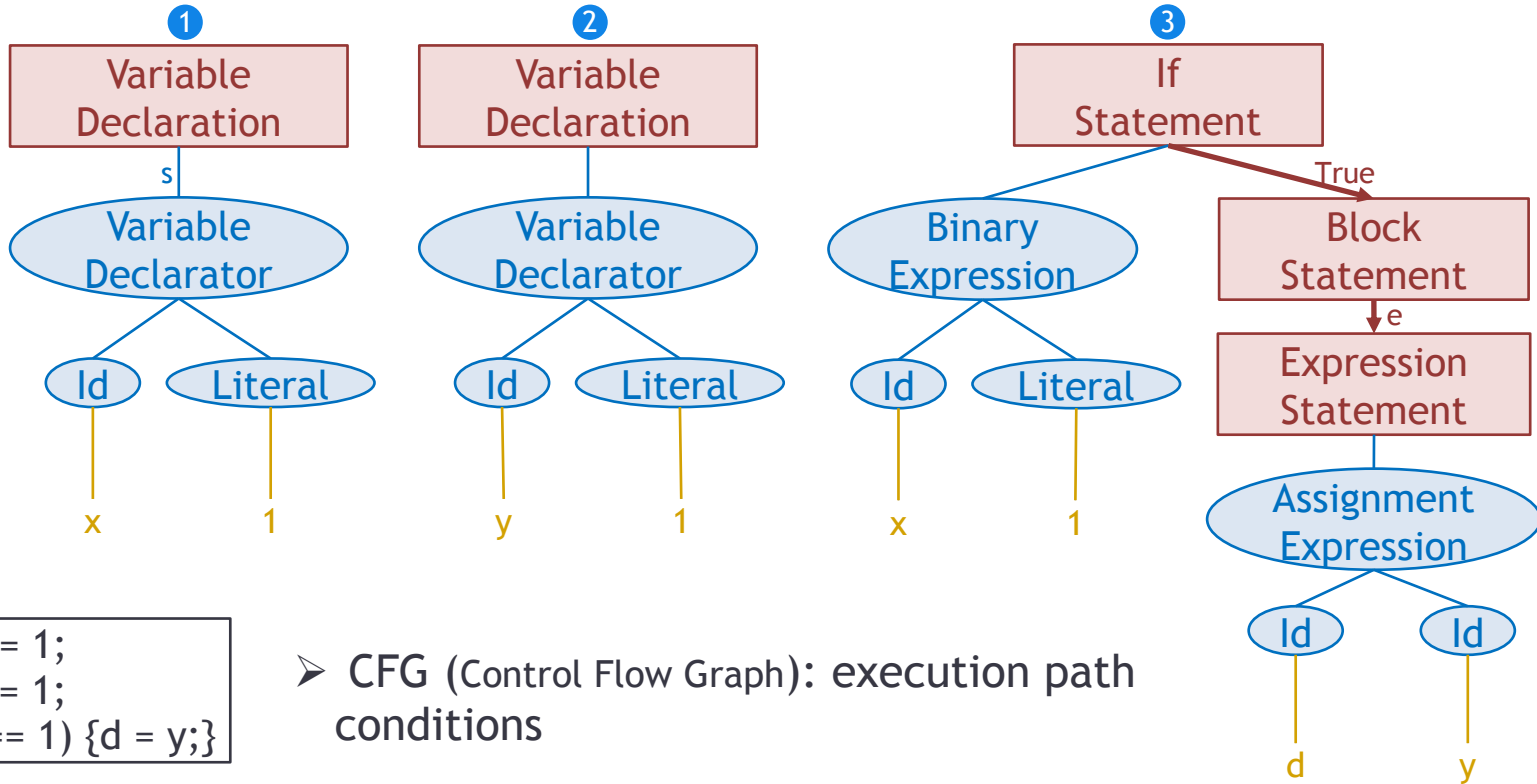 1
2
3
Variable
Declaration
Variable
Declaration
If
Statement
s
True
Variable
Declarator
Variable
Declarator
Binary
Expression
Block
Statement
e
Id
Literal
Id
Literal
Id
Literal
Expression
Statement
x
1
y
1
x
1
Assignment
Expression
Id
Id
d
y
= 1;
= 1;
= 1) {d = y;}
➢ CFG (Control Flow Graph): execution path
conditions